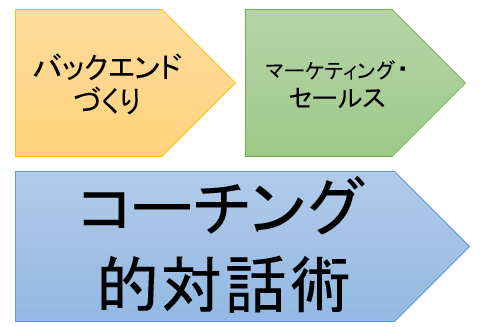 バックエンド
づくり
マーケティング・
セールス
コーチング
的対話術